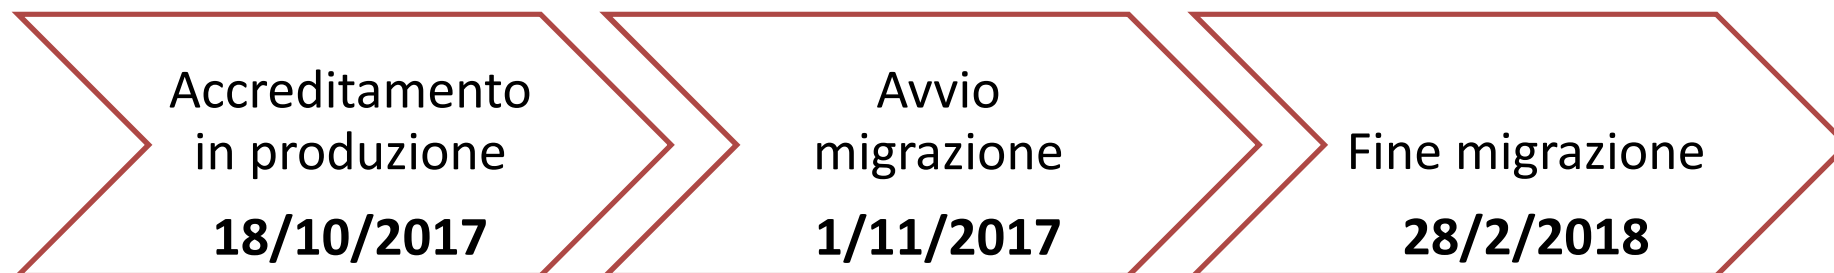 Accreditamento
in produzione
18/10/2017
Avvio
migrazione
1/11/2017
Fine migrazione
28/2/2018